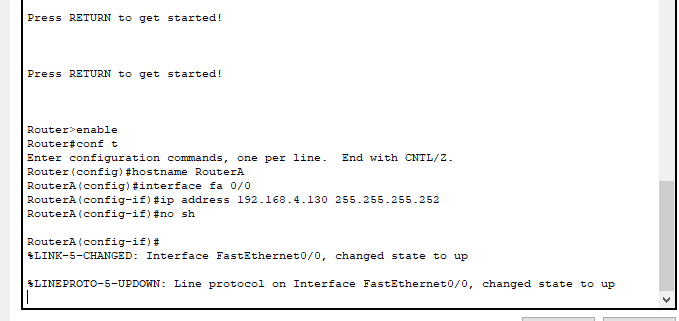 Press RETURN to get started!
Press RETURN to get started!
Router>enable
Router#conf t
Enter configuration commands, one per line.  End with CNTL/Z.
Router(config)#hostname RouterA
RouterA(config)#interface fa 0/0
RouterA(config-if)#ip address 192.168.4.130 255.255.255.252
RouterA(config-if)#no sh
RouterA(config-if)#
%LINK-5-CHANGED: Interface FastEthernet0/0, changed state to up
%LINEPROTO-5-UPDOWN: Line protocol on Interface FastEthernet0/0, changed state to up